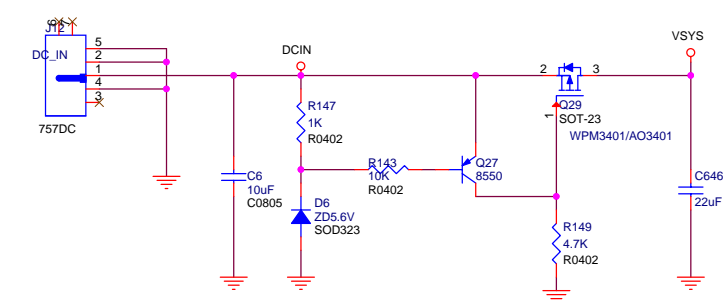 6
7
J12
DC_IN
5
2
1
4
3
757DC
DCIN
R147
1K
R0402
C6
10uF
C0805
D6
ZD5.6V
SOD323
R143
10K
R0402
Q27
8550
2
3
1
Q29
SOT-23
WPM3401/AO3401
R149
4.7K
R0402
VSYS
C646
22uF